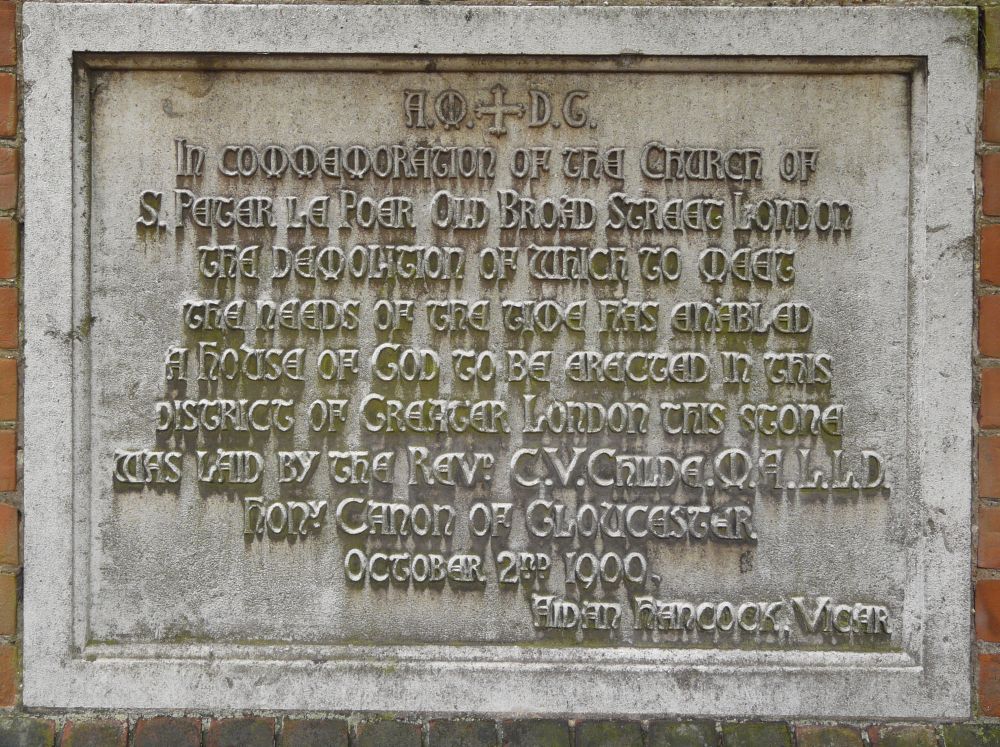 A.M. ✠ D.G.
In commemoration of the Church of
S. Peter le Poer Old Broad Street London
the demolition of which to meet
the needs of the time has enabled
a House of God to be erected in this
district of Greater London this stone
was laid by the Revd. C.V. Childe. M.A.L.L.D.
Hony Canon of Gloucester
October 2nd 1900.
Aidan Hancock, Vicar